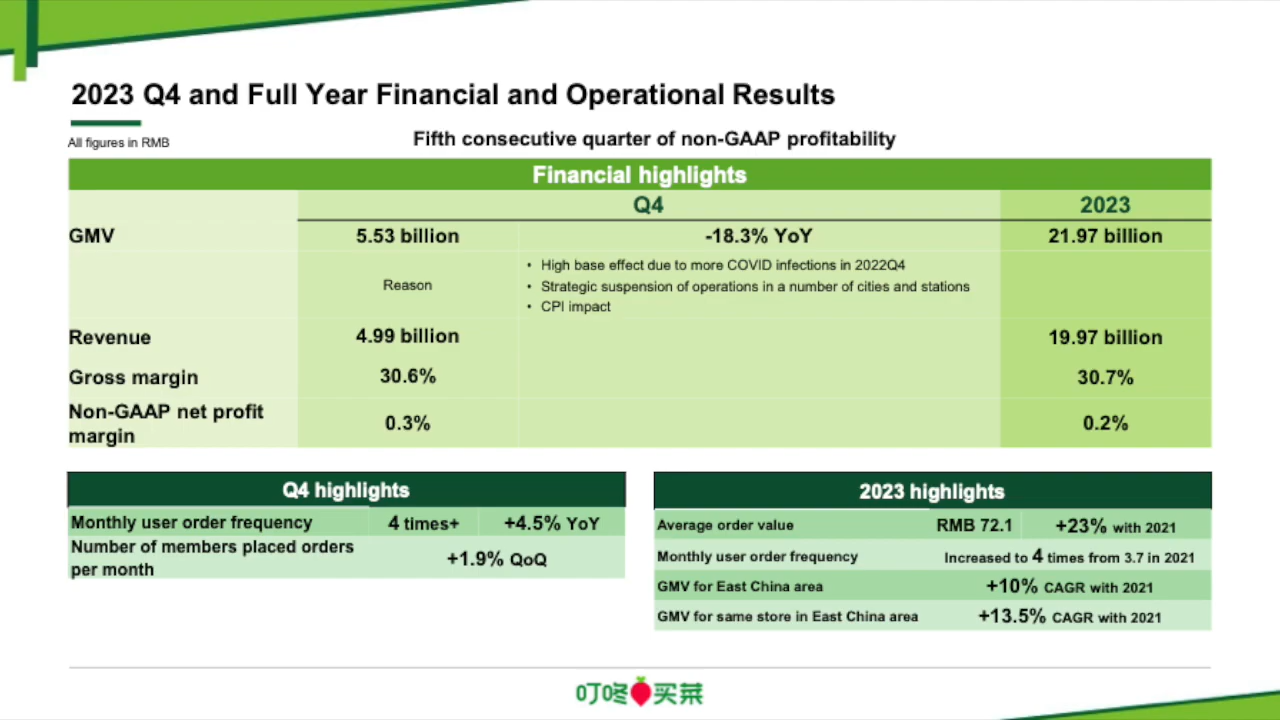 2023 Q4 and Full Year Financial and Operational Results
All figures in RMB
Fifth consecutive quarter of non-GAAP profitability
Financial highlights
Q4
2023
GMV
5.53 billion
-18.3% YoY
21.97 billion
Reason
• High base effect due to more COVID infections in 2022Q4
• Strategic suspension of operations in a number of cities and stations
• CPI impact
Revenue
4.99 billion
19.97 billion
Gross margin
30.6%
30.7%
Non-GAAP net profit
margin
0.3%
0.2%
Q4 highlights
Monthly user order frequency
4 times+
+4.5% YoY
Number of members placed orders
per month
+1.9% QoQ
2023 highlights
Average order value
RMB 72.1
+23% with 2021
Monthly user order frequency
Increased to 4 times from 3.7 in 2021
GMV for East China area
+10% CAGR with 2021
GMV for same store in East China area
+13.5% CAGR with 2021
叮咚买菜